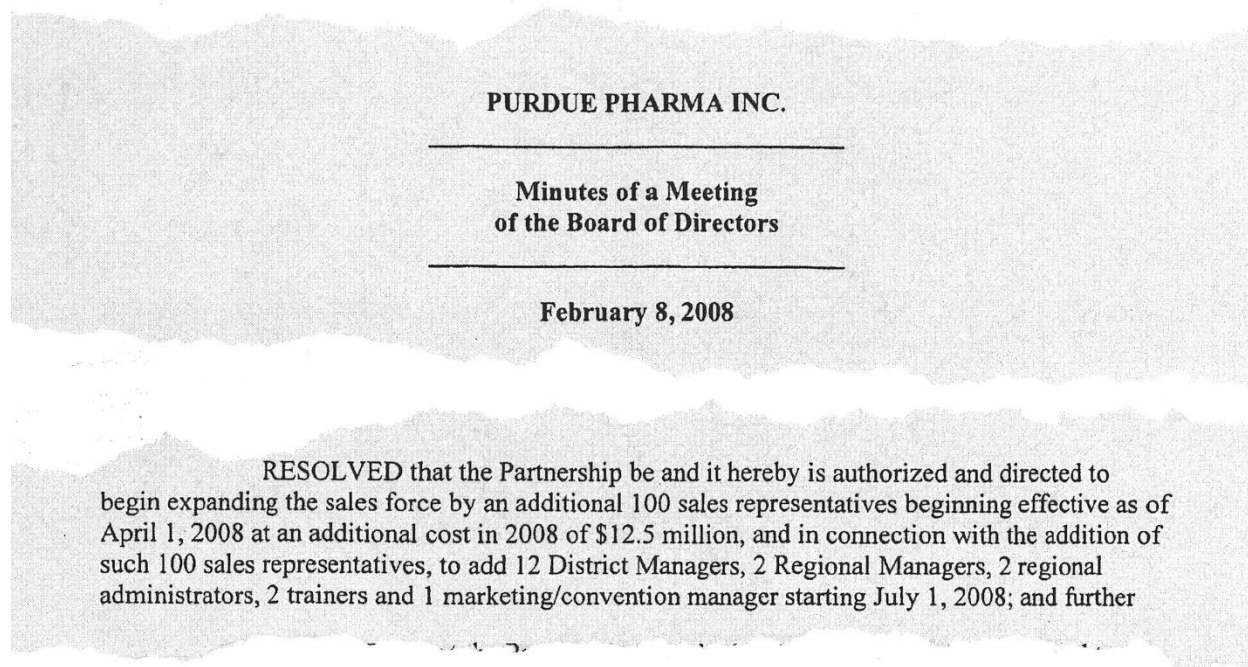 PURDUE PHARMA INC.
Minutes of a Meeting
of the Board of Directors
February 8, 2008
RESOLVED that the Partnership be and it hereby is authorized and directed to
begin expanding the sales force by an additional 100 sales representatives beginning effective as of
April 1, 2008 at an additional cost in 2008 of $12.5 million, and in connection with the addition of
such 100 sales representatives, to add 12 District Managers, 2 Regional Managers, 2 regional
administrators, 2 trainers and 1 marketing/convention manager starting July 1, 2008; and further